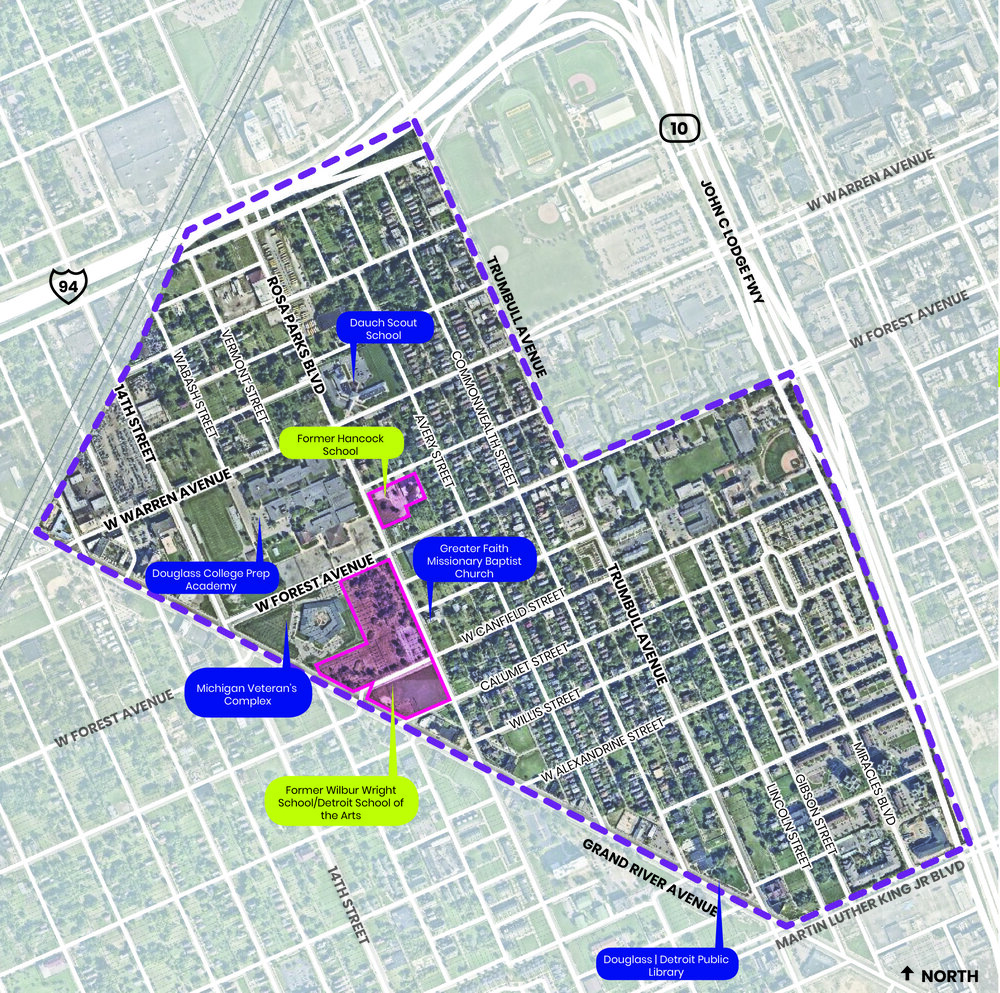 10
W WARREN AVENUE
JOHN C LODGE FWY
94
TRUMBULL AVENUE
W FOREST AVENUE
ROSA PARKS BLVD
Dauch Scout
School
VERMONT STREET
WABASH STREET
COMMONWEALTH STREET
14TH STREET
AVERY STREET
Former Hancock
School
W WARREN AVENUE
Greater Faith
Missionary Baptist
Church
Douglass College Prep
Academy
W FOREST AVENUE
TRUMBULL AVENUE
W CANFIELD STREET
CALUMET STREET
Michigan Veteran's
Complex
WILLIS STREET
W FOREST AVENUE
W ALEXANDRINE STREET
MIRACLES BLVD
GIBSON STREET
LINCOLN STREET
Former Wilbur Wright
School/Detroit School of
the Arts
GRAND RIVER AVENUE
14TH STREET
MARTIN LUTHER KING JR BLVD
Douglass | Detroit Public
Library
NORTH